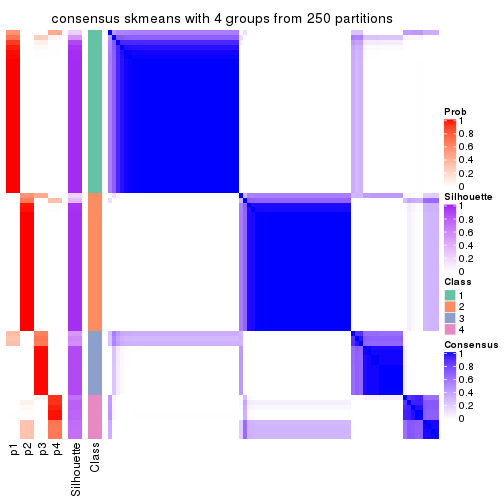 consensus skmeans with 4 groups from 250 partitions
Prob
1
0.8
0.6
0.4
0.2
0
Silhouette
1
0.8
0.6
0.4
0.2
0
Class
1
2
3
4
Consensus
1
0.8
0.6
0.4
0.2
0
p1
p2
p3
p4
Silhouette
Class